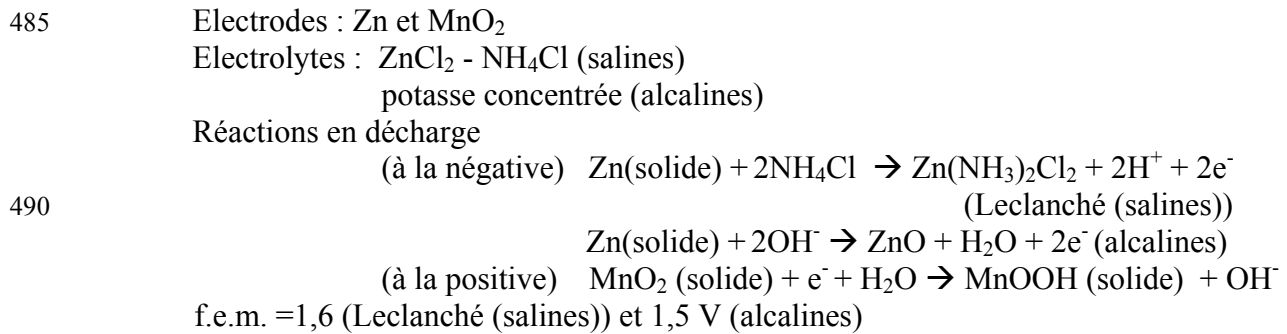 485 Electrodes : Zn et MnO₂
Electrolytes : ZnCl₂ - NH₄Cl (salines)
potasse concentrée (alcalines)
Réactions en décharge
(à la négative) Zn(solide) + 2NH₄Cl → Zn(NH₃)₂Cl₂ + 2H⁺ + 2e⁻
490 (Leclanché (salines))
Zn(solide) + 2OH⁻ → ZnO + H₂O + 2e⁻ (alcalines)
(à la positive) MnO₂ (solide) + e⁻ + H₂O → MnOOH (solide) + OH⁻
f.e.m. =1,6 (Leclanché (salines)) et 1,5 V (alcalines)